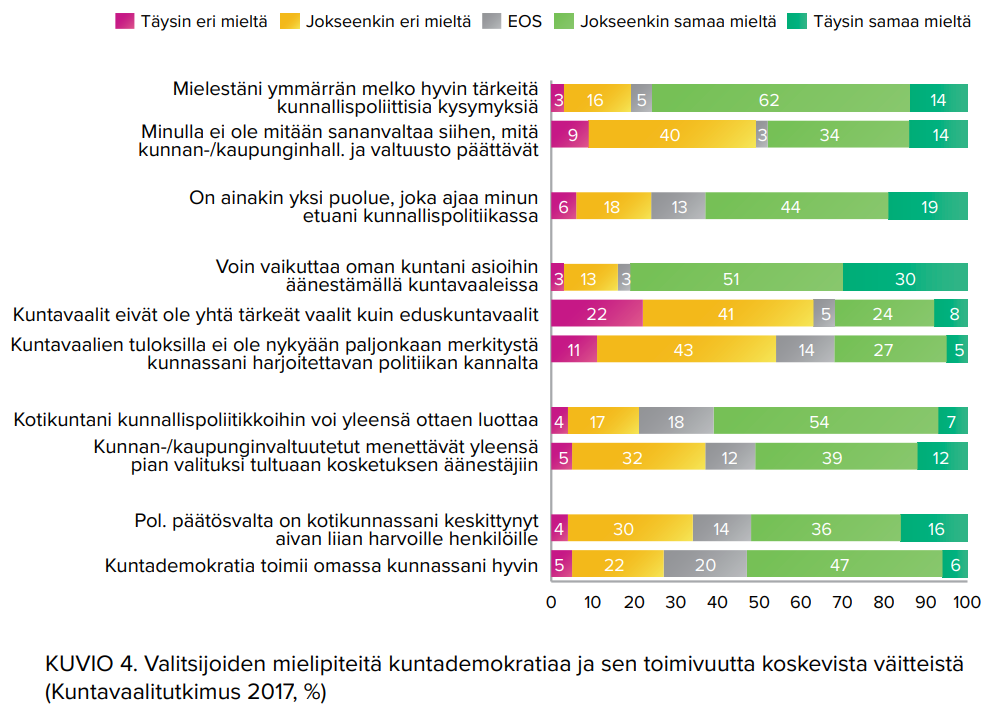 Täysin eri mieltä Jokseenkin eri mieltä EOS Jokseenkin samaa mieltä Täysin samaa mieltä
Mielestäni ymmärrän melko hyvin tärkeitä
kunnallispoliittisia kysymyksiä
3 16 5 62 14
Minulla ei ole mitään sananvaltaa siihen, mitä
kunnan-/kaupunginhall. ja valtuusto päättävät
9 40 3 34 14
On ainakin yksi puolue, joka ajaa minun
etuani kunnallispolitiikassa
6 18 13 44 19
Voin vaikuttaa oman kuntani asioihin
äänestämällä kuntavaaleissa
3 13 3 51 30
Kuntavaalit eivät ole yhtä tärkeät vaalit kuin eduskuntavaalit
22 41 5 24 8
Kuntavaalien tuloksilla ei ole nykyään paljonkaan merkitystä
kunnassani harjoitettavan politiikan kannalta
11 43 14 27 5
Kotikuntani kunnallispoliitikkoihin voi yleensä ottaen luottaa
4 17 18 54 7
Kunnan-/kaupunginvaltuutetut menettävät yleensä
pian valituksi tultuaan kosketuksen äänestäjiin
5 32 12 39 12
Pol. päätösvalta on kotikunnassani keskittynyt
aivan liian harvoille henkilöille
4 30 14 36 16
Kuntademokratia toimii omassa kunnassani hyvin
5 22 20 47 6
0 10 20 30 40 50 60 70 80 90 100
KUVIO 4. Valitsijoiden mielipiteitä kuntademokratiaa ja sen toimivuutta koskevista väitteistä
(Kuntavaalitutkimus 2017, %)